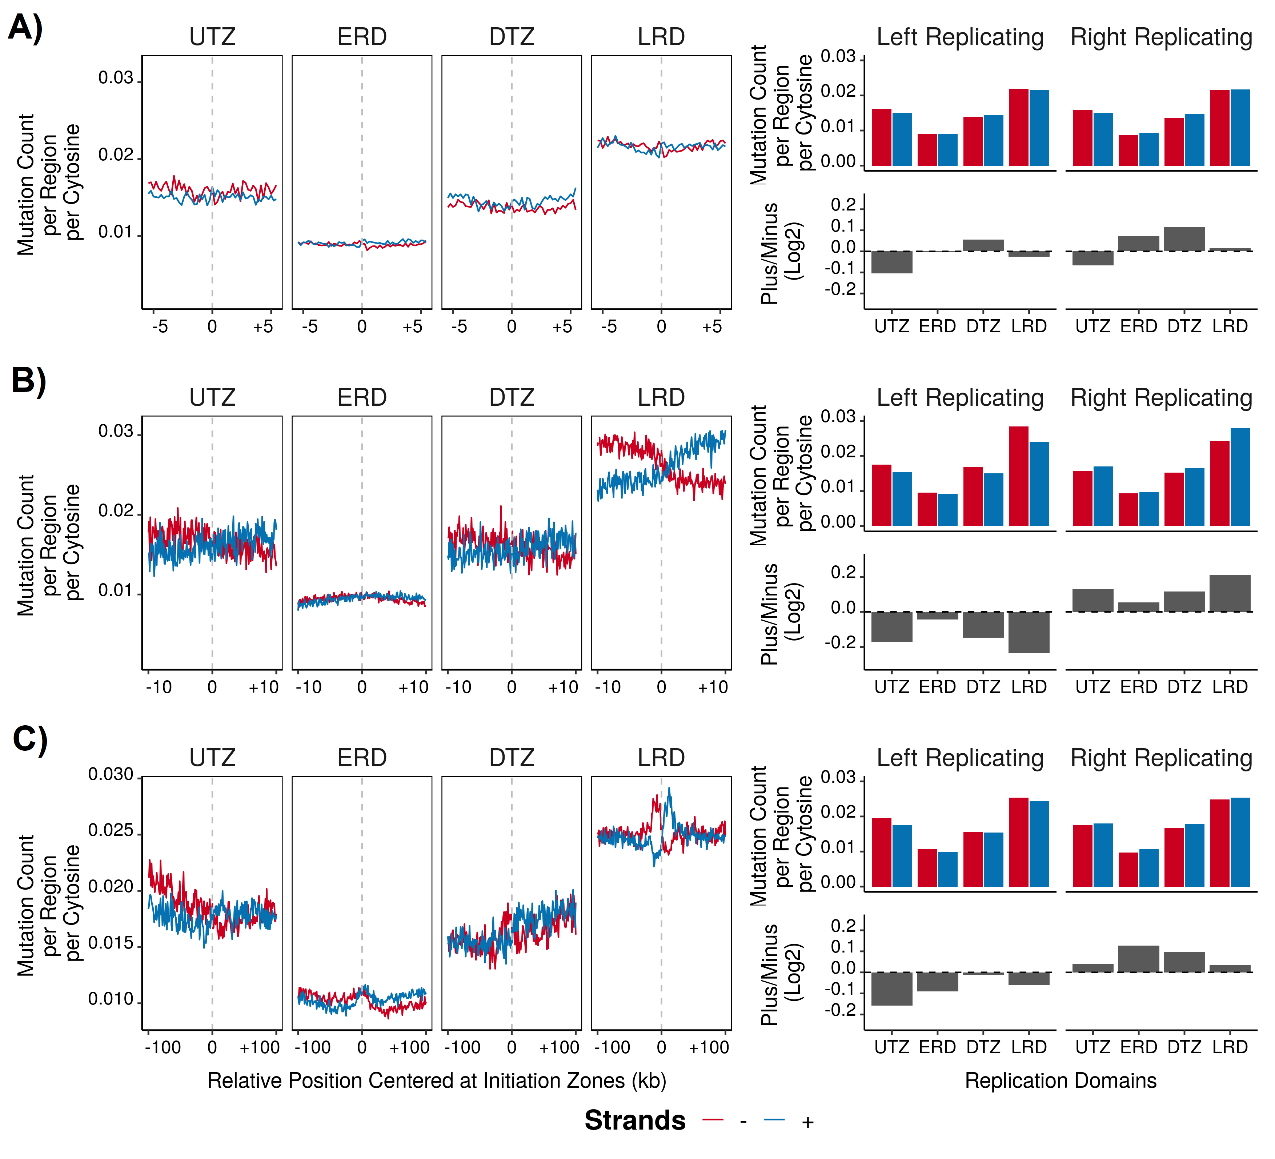 A)
UTZ ERD DTZ LRD
Mutation Count
per Region
per Cytosine
0.03
0.02
0.01
-5 0 +5 -5 0 +5 -5 0 +5 -5 0 +5
Left Replicating Right Replicating
Mutation Count
per Region
per Cytosine
0.03
0.02
0.01
0.00
Plus/Minus
(Log2)
0.2
0.1
0.0
-0.1
-0.2
UTZ ERD DTZ LRD UTZ ERD DTZ LRD
B)
UTZ ERD DTZ LRD
Mutation Count
per Region
per Cytosine
0.03
0.02
0.01
-10 0 +10 -10 0 +10 -10 0 +10 -10 0 +10
Left Replicating Right Replicating
Mutation Count
per Region
per Cytosine
0.03
0.02
0.01
0.00
Plus/Minus
(Log2)
0.2
0.0
-0.2
UTZ ERD DTZ LRD UTZ ERD DTZ LRD
C)
UTZ ERD DTZ LRD
Mutation Count
per Region
per Cytosine
0.030
0.025
0.020
0.015
0.010
-100 0 +100 -100 0 +100 -100 0 +100 -100 0 +100
Relative Position Centered at Initiation Zones (kb)
Left Replicating Right Replicating
Mutation Count
per Region
per Cytosine
0.03
0.02
0.01
0.00
Plus/Minus
(Log2)
0.2
0.1
0.0
-0.1
-0.2
UTZ ERD DTZ LRD UTZ ERD DTZ LRD
Replication Domains
Strands - +